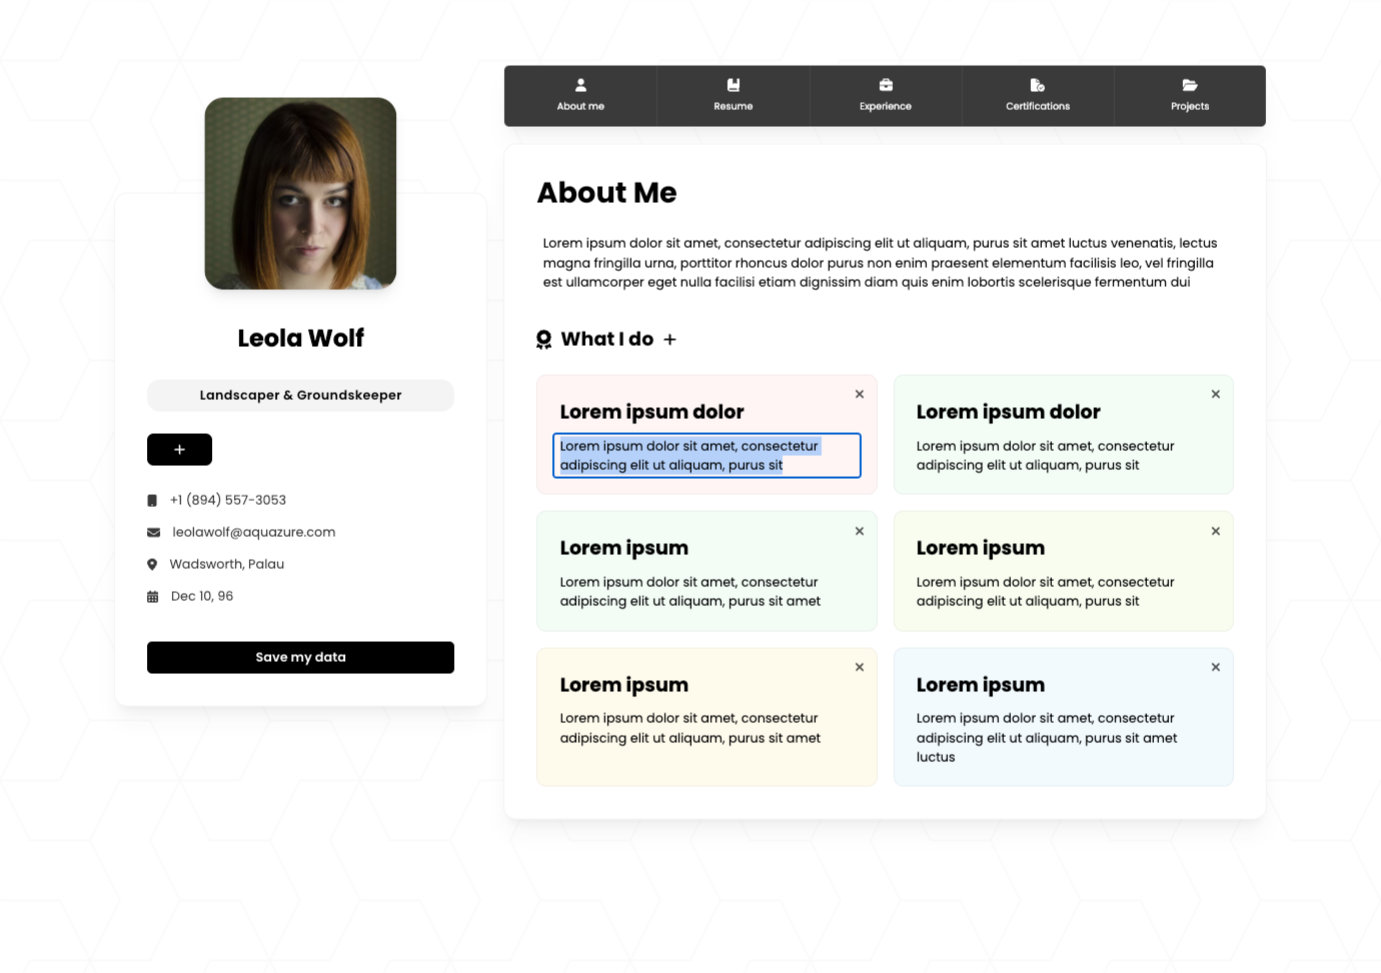 About me
Resume
Experience
Certifications
Projects
Leola Wolf
Landscaper & Groundskeeper
+
+1 (894) 557-3053
leolawolf@aquazure.com
Wadsworth, Palau
Dec 10, 96
Save my data
About Me
Lorem ipsum dolor sit amet, consectetur adipiscing elit ut aliquam, purus sit amet luctus venenatis, lectus
magna fringilla urna, porttitor rhoncus dolor purus non enim praesent elementum facilisis leo, vel fringilla
est ullamcorper eget nulla facilisi etiam dignissim diam quis enim lobortis scelerisque fermentum dui
What I do +
Lorem ipsum dolor
Lorem ipsum dolor sit amet, consectetur
adipiscing elit ut aliquam, purus sit
Lorem ipsum dolor
Lorem ipsum dolor sit amet, consectetur
adipiscing elit ut aliquam, purus sit
Lorem ipsum
Lorem ipsum dolor sit amet, consectetur
adipiscing elit ut aliquam, purus sit amet
Lorem ipsum
Lorem ipsum dolor sit amet, consectetur
adipiscing elit ut aliquam, purus sit
Lorem ipsum
Lorem ipsum dolor sit amet, consectetur
adipiscing elit ut aliquam, purus sit amet
Lorem ipsum
Lorem ipsum dolor sit amet, consectetur
adipiscing elit ut aliquam, purus sit amet
luctus